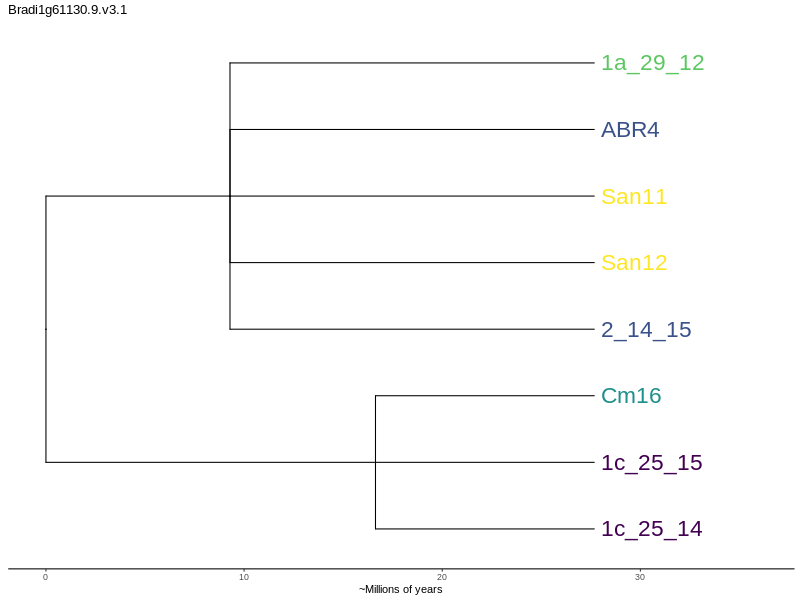 Bradi1g61130.9.v3.1
1a_29_12
ABR4
San11
San12
2_14_15
Cm16
1c_25_15
1c_25_14
0 10 20 30
~Millions of years